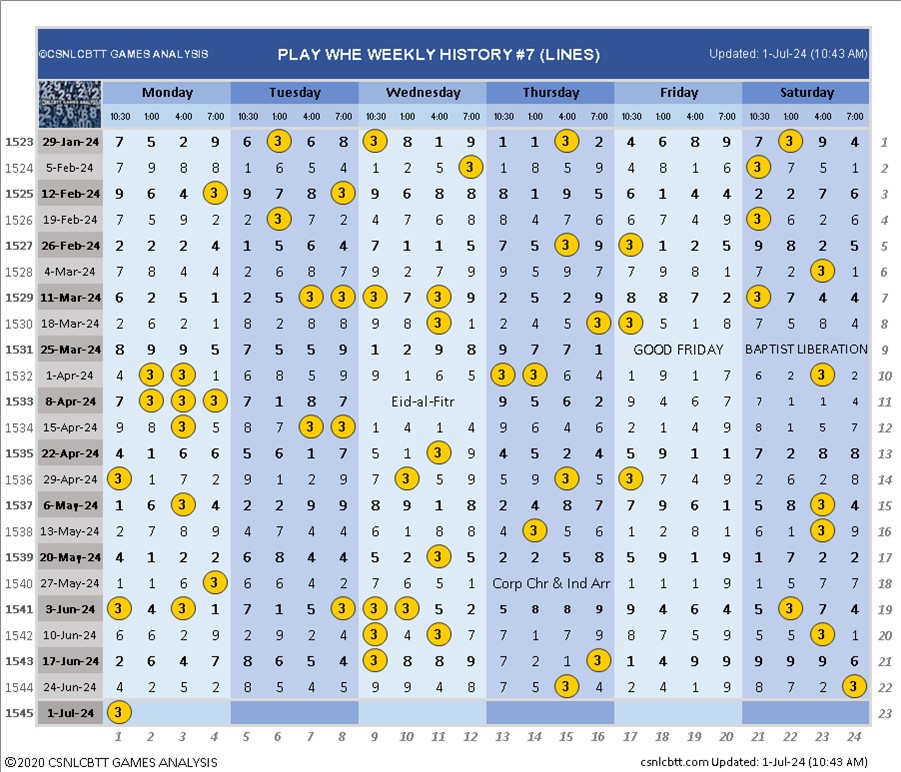 ©CSNLCBTT GAMES ANALYSIS PLAY WHE WEEKLY HISTORY #7 (LINES) Updated: 1-Jul-24 (10:43 AM)
CSNLCBTT GAMES ANALYSIS Monday Tuesday Wednesday Thursday Friday Saturday
10:30 1:00 4:00 7:00 10:30 1:00 4:00 7:00 10:30 1:00 4:00 7:00 10:30 1:00 4:00 7:00 10:30 1:00 4:00 7:00 10:30 1:00 4:00 7:00
1523 29-Jan-24 7 5 2 9 6 3 6 8 3 8 1 9 1 1 3 2 4 6 8 9 7 3 9 4 1
1524 5-Feb-24 7 9 8 8 1 6 5 4 1 2 5 3 1 8 5 9 4 8 1 6 3 7 5 1 2
1525 12-Feb-24 9 6 4 3 9 7 8 3 9 6 8 8 8 1 9 5 6 1 4 4 2 2 7 6 3
1526 19-Feb-24 7 5 9 2 2 3 7 2 4 7 6 8 8 4 7 6 6 7 4 9 3 6 2 6 4
1527 26-Feb-24 2 2 2 4 1 5 6 4 7 1 1 5 7 5 3 9 3 1 2 5 9 8 2 5 5
1528 4-Mar-24 7 8 4 4 2 6 8 7 9 2 7 9 9 5 9 7 7 9 8 1 7 2 3 1 6
1529 11-Mar-24 6 2 5 1 2 5 3 3 3 7 3 9 2 5 2 9 8 8 7 2 3 7 4 4 7
1530 18-Mar-24 2 6 2 1 8 2 8 8 9 8 3 1 2 4 5 3 3 5 1 8 7 5 8 4 8
1531 25-Mar-24 8 9 9 5 7 5 5 9 1 2 9 8 9 7 7 1 GOOD FRIDAY BAPTIST LIBERATION 9
1532 1-Apr-24 4 3 3 1 6 8 5 9 9 1 6 5 3 3 6 4 1 9 1 7 6 2 3 2 10
1533 8-Apr-24 7 3 3 3 7 1 8 7 Eid-al-Fitr 9 5 6 2 9 4 6 7 7 1 1 4 11
1534 15-Apr-24 9 8 3 5 8 7 3 3 1 4 1 4 9 6 4 6 2 1 4 9 8 1 5 7 12
1535 22-Apr-24 4 1 6 6 5 6 1 7 5 1 3 9 4 5 2 4 5 9 1 1 7 2 8 8 13
1536 29-Apr-24 3 1 7 2 9 1 2 9 7 3 5 9 5 9 3 5 3 7 4 9 2 6 2 8 14
1537 6-May-24 1 6 3 4 2 2 9 9 8 9 1 8 2 4 8 7 7 9 6 1 5 8 3 4 15
1538 13-May-24 2 7 8 9 4 7 4 4 6 1 8 8 4 3 5 6 1 2 8 1 6 1 3 9 16
1539 20-May-24 4 1 2 2 6 8 4 4 5 2 3 5 2 2 5 8 5 9 1 9 1 7 2 2 17
1540 27-May-24 1 1 6 3 6 6 4 2 7 6 5 1 Corp Chr & Ind Arr 1 1 1 9 1 5 7 7 18
1541 3-Jun-24 3 4 3 1 7 1 5 3 3 3 5 2 5 8 8 9 9 4 6 4 5 3 7 4 19
1542 10-Jun-24 6 6 2 9 2 9 2 4 3 4 3 7 7 1 7 9 8 7 5 9 5 5 3 1 20
1543 17-Jun-24 2 6 4 7 8 6 5 4 3 8 8 9 7 2 1 3 1 4 9 9 9 9 9 6 21
1544 24-Jun-24 4 2 5 2 8 5 4 5 9 9 4 8 7 5 3 4 2 4 1 9 8 7 2 3 22
1545 1-Jul-24 3 23
1 2 3 4 5 6 7 8 9 10 11 12 13 14 15 16 17 18 19 20 21 22 23 24
©2020 CSNLCBTT GAMES ANALYSIS csnlcbtt.com Updated: 1-Jul-24 (10:43 AM)